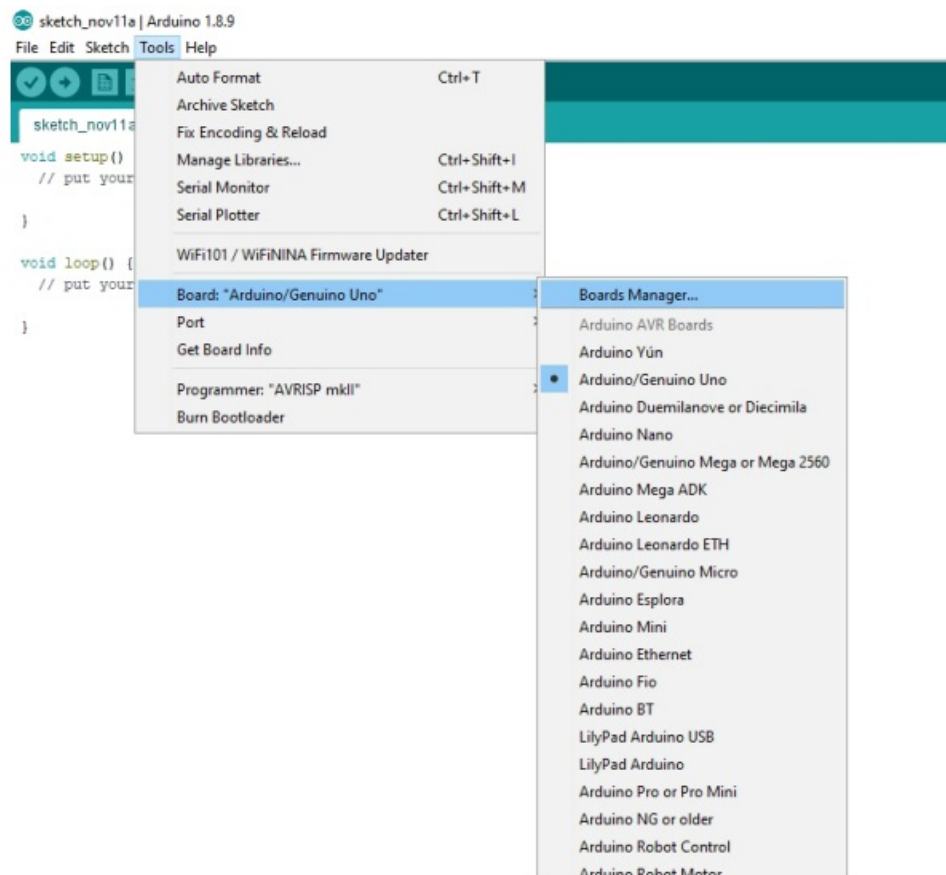 sketch_nov11a | Arduino 1.8.9
File Edit Sketch Tools Help
sketch_nov11a
void setup()
// put your
}
void loop() {
// put your
}
Auto Format Ctrl+T
Archive Sketch
Fix Encoding & Reload
Manage Libraries... Ctrl+Shift+I
Serial Monitor Ctrl+Shift+M
Serial Plotter Ctrl+Shift+L
WiFi101 / WiFiNINA Firmware Updater
Board: "Arduino/Genuino Uno"
Port
Get Board Info
Programmer: "AVRISP mkII"
Burn Bootloader
Boards Manager...
Arduino AVR Boards
Arduino Yún
Arduino/Genuino Uno
Arduino Duemilanove or Diecimila
Arduino Nano
Arduino/Genuino Mega or Mega 2560
Arduino Mega ADK
Arduino Leonardo
Arduino Leonardo ETH
Arduino/Genuino Micro
Arduino Esplora
Arduino Mini
Arduino Ethernet
Arduino Fio
Arduino BT
LilyPad Arduino USB
LilyPad Arduino
Arduino Pro or Pro Mini
Arduino NG or older
Arduino Robot Control
Arduino Robot Motor